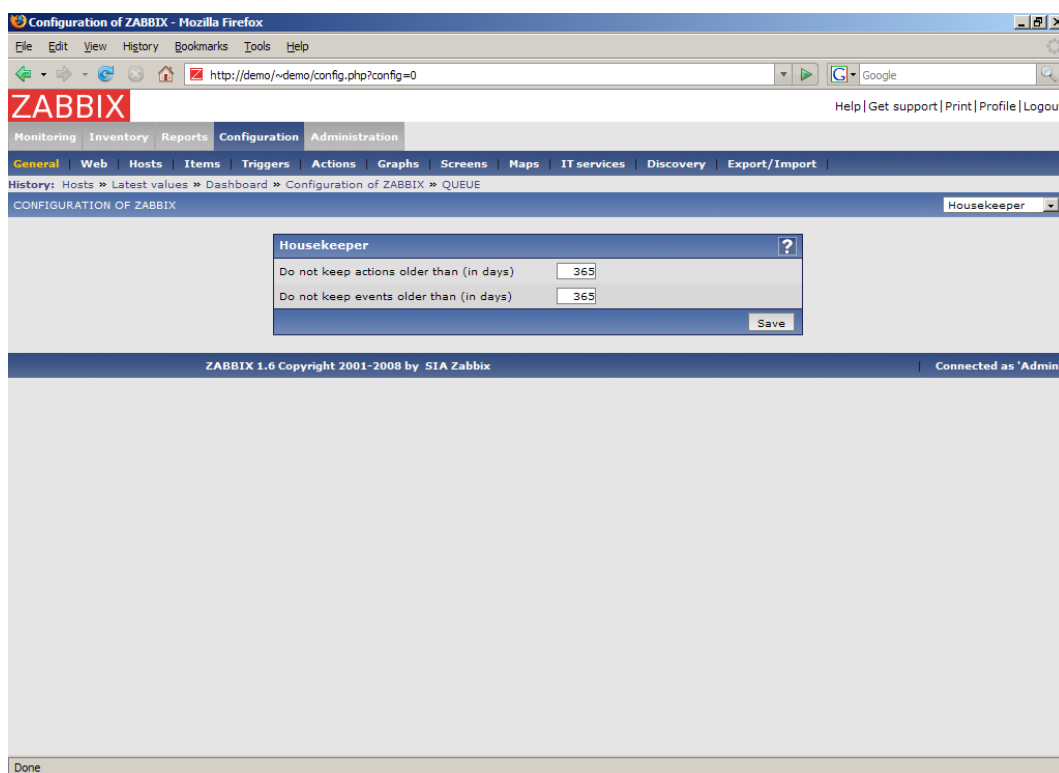 Configuration of ZABBIX - Mozilla Firefox
File Edit View History Bookmarks Tools Help
http://demo/~demo/config.php?config=0 G Google
ZABBIX Help | Get support | Print | Profile | Logou
Monitoring Inventory Reports Configuration Administration
General | Web | Hosts | Items | Triggers | Actions | Graphs | Screens | Maps | IT services | Discovery | Export/Import |
History: Hosts » Latest values » Dashboard » Configuration of ZABBIX » QUEUE
CONFIGURATION OF ZABBIX Housekeeper
Housekeeper ?
Do not keep actions older than (in days) 365
Do not keep events older than (in days) 365
Save
ZABBIX 1.6 Copyright 2001-2008 by SIA Zabbix | Connected as 'Admin
Done